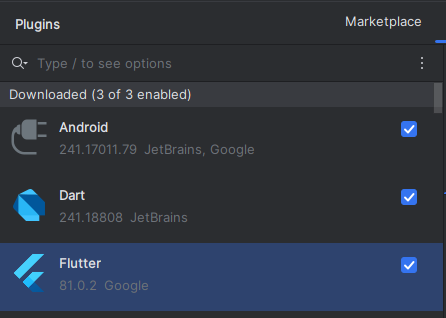 Plugins
Marketplace
Type / to see options
Downloaded (3 of 3 enabled)
Android
241.17011.79 JetBrains, Google
Dart
241.18808 JetBrains
Flutter
81.0.2 Google